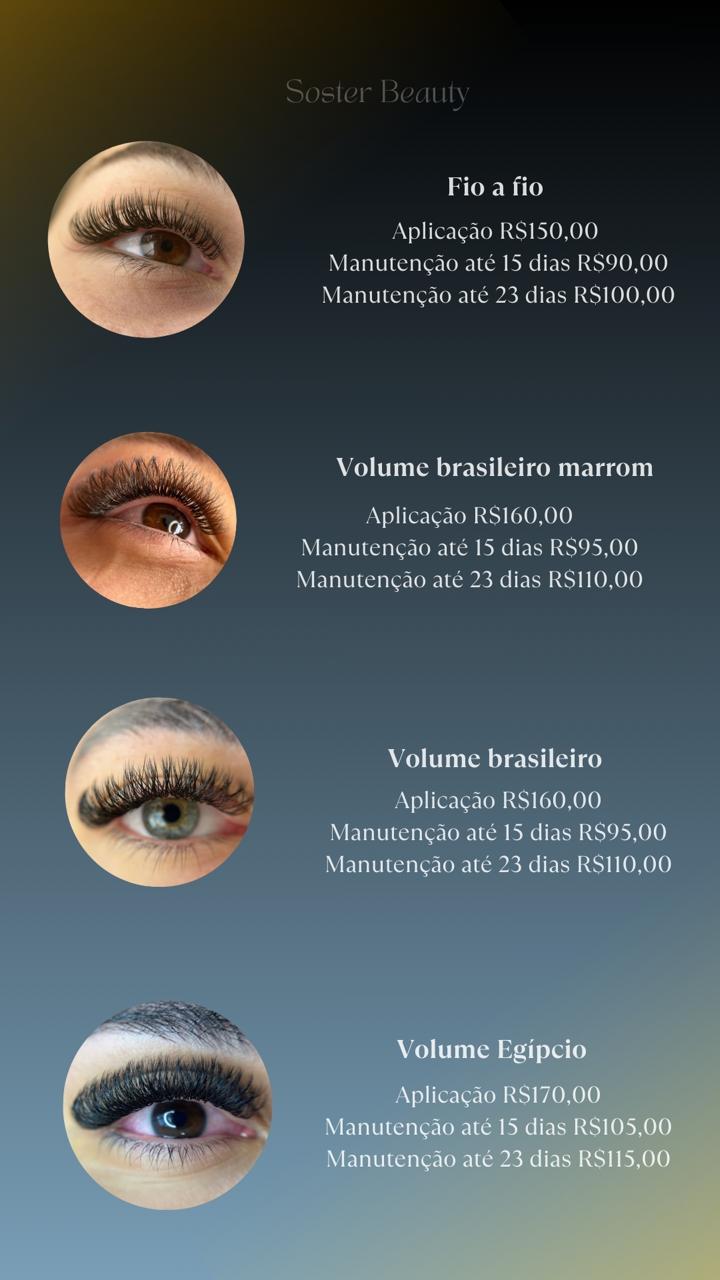 Soster Beauty
Fio a fio
Aplicação R$150,00
Manutenção até 15 dias R$90,00
Manutenção até 23 dias R$100,00
Volume brasileiro marrom
Aplicação R$160,00
Manutenção até 15 dias R$95,00
Manutenção até 23 dias R$110,00
Volume brasileiro
Aplicação R$160,00
Manutenção até 15 dias R$95,00
Manutenção até 23 dias R$110,00
Volume Egípcio
Aplicação R$170,00
Manutenção até 15 dias R$105,00
Manutenção até 23 dias R$115,00